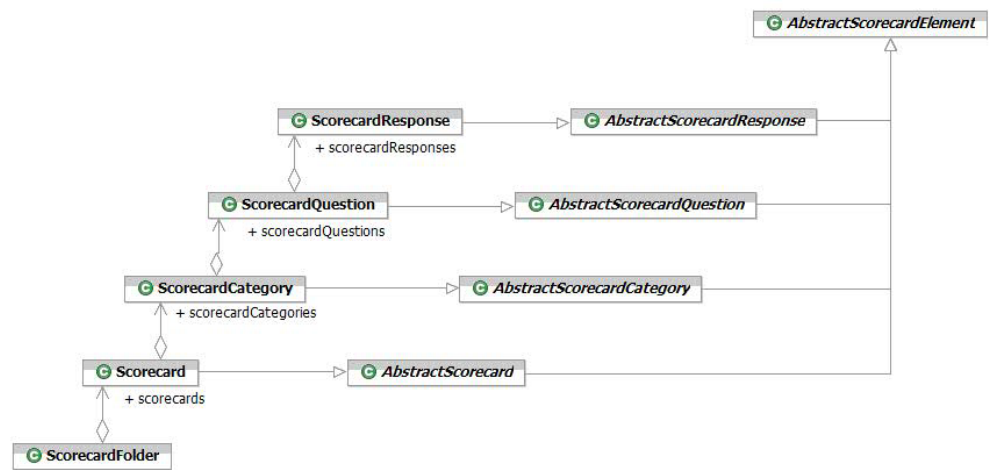 AbstractScorecardElement
ScorecardResponse
AbstractScorecardResponse
+ scorecardResponses
ScorecardQuestion
AbstractScorecardQuestion
+ scorecardQuestions
ScorecardCategory
AbstractScorecardCategory
+ scorecardCategories
Scorecard
AbstractScorecard
+ scorecards
ScorecardFolder